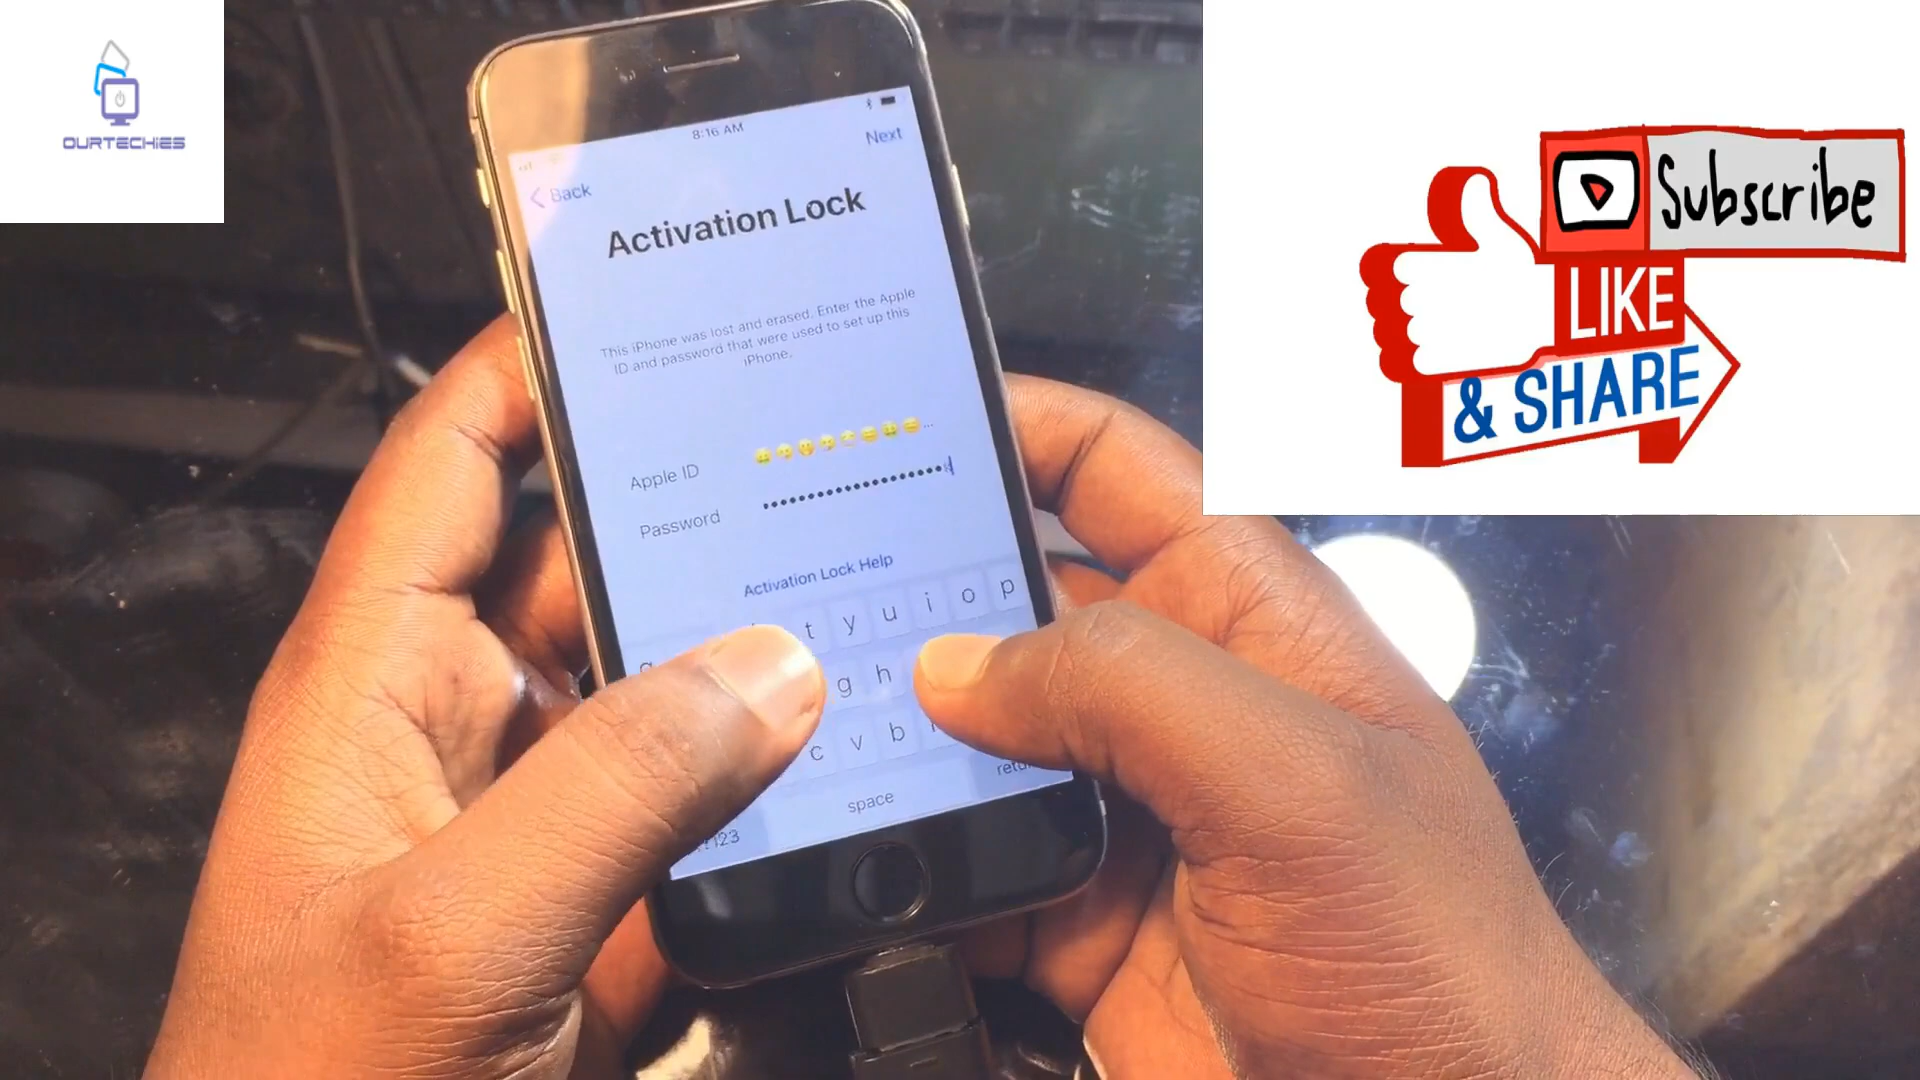 OURTECHIES
8:16 AM
Back
Next
Activation Lock
This iPhone was lost and erased. Enter the Apple
ID and password that were used to set up this
iPhone.
Apple ID
Password
Activation Lock Help
t y u i o p
g h
c v b
return
space
123
Subscribe
LIKE
& SHARE